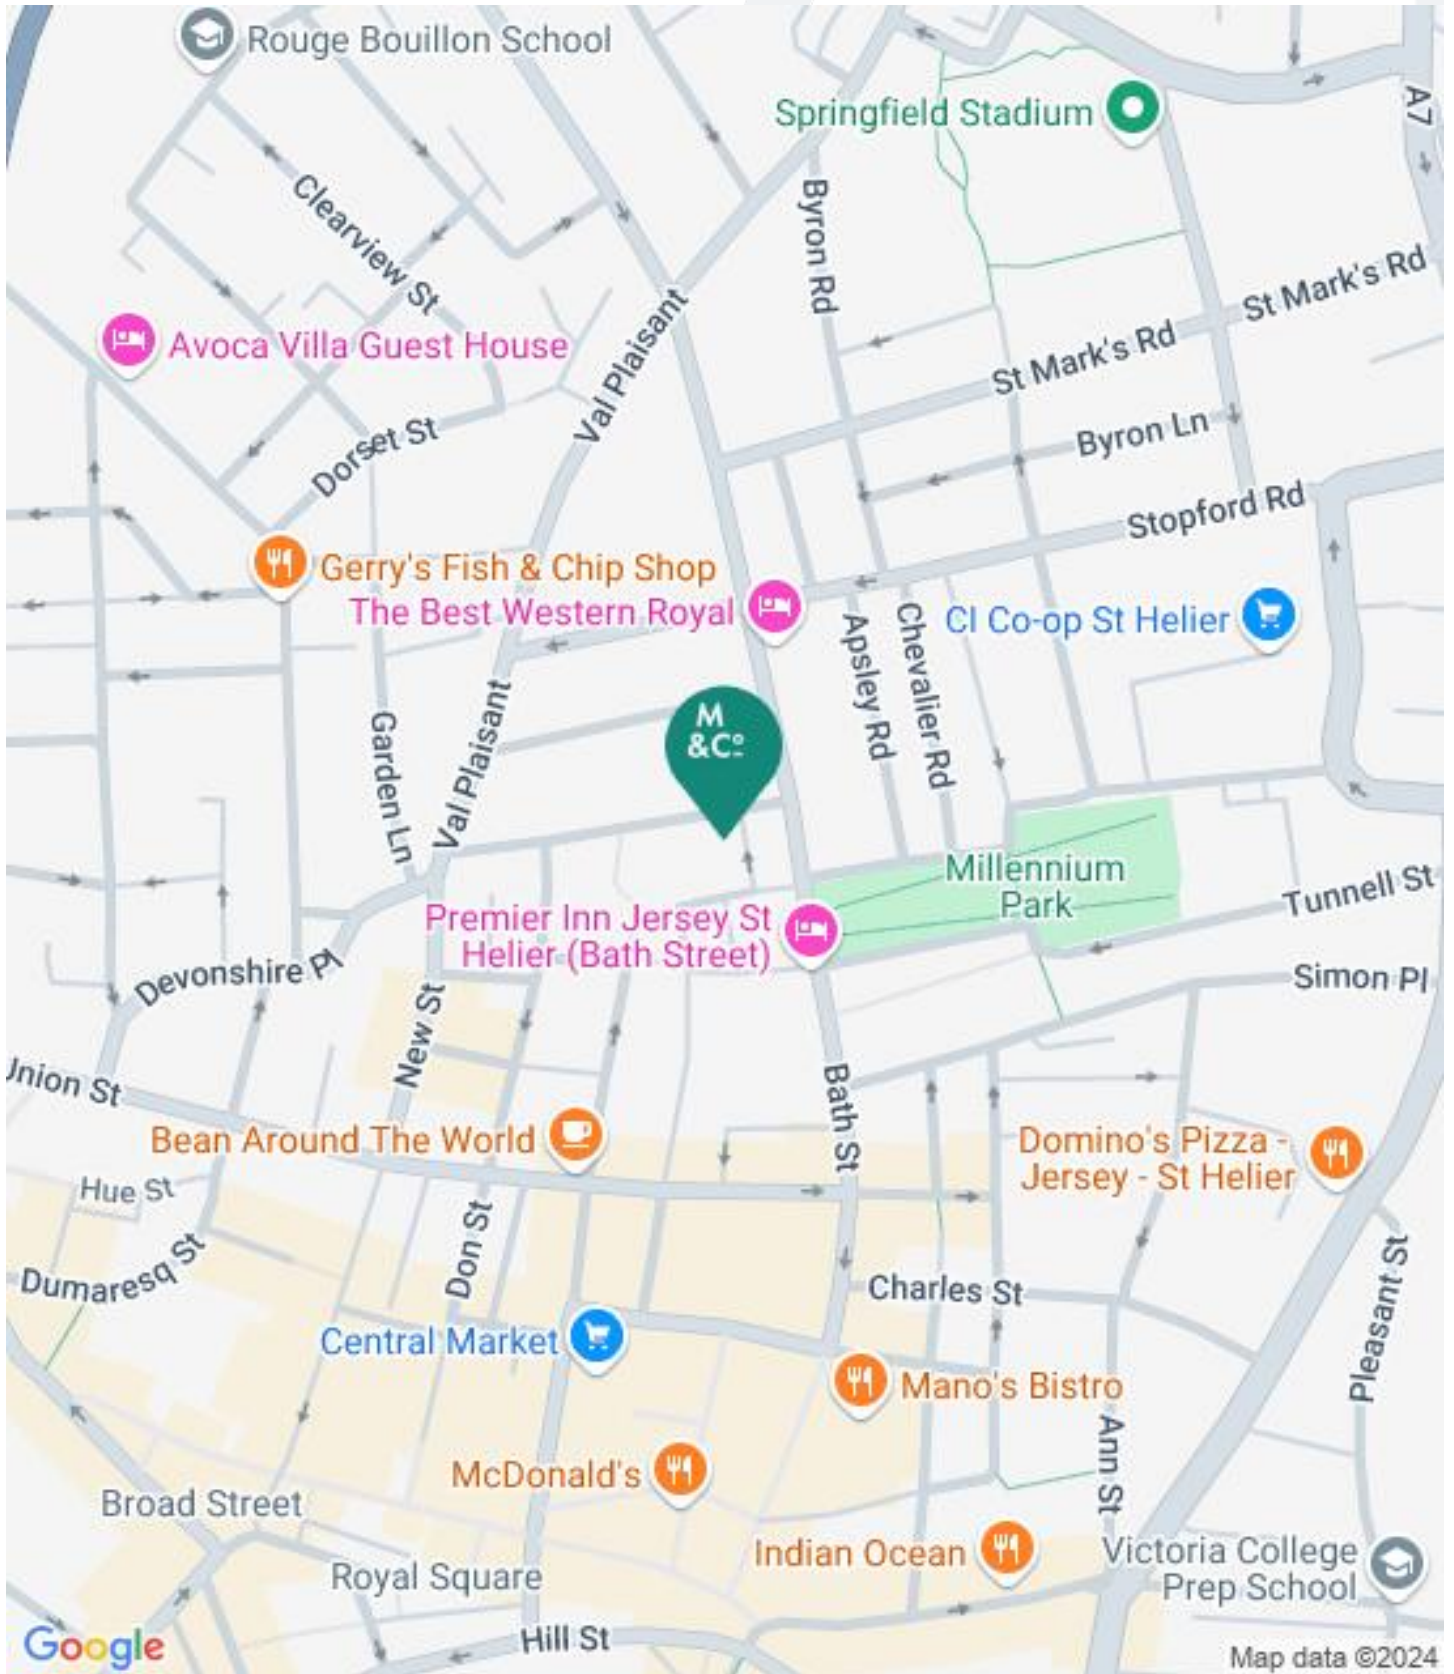 Rouge Bouillon School
Springfield Stadium
A7
Clearview St
Byron Rd
St Mark's Rd
Avoca Villa Guest House
Val Plaisant
St Mark's Rd
Byron Ln
Dorset St
Stopford Rd
Gerry's Fish & Chip Shop
The Best Western Royal
CI Co-op St Helier
Apsley Rd
Chevalier Rd
M
&Co
Garden Ln
Val Plaisant
Millennium
Park
Tunnell St
Premier Inn Jersey St
Helier (Bath Street)
Devonshire Pl
Simon Pl
New St
Union St
Bath St
Bean Around The World
Domino's Pizza -
Jersey - St Helier
Hue St
Don St
Dumaresq St
Charles St
Pleasant St
Central Market
Mano's Bistro
Ann St
McDonald's
Broad Street
Indian Ocean
Victoria College
Prep School
Royal Square
Hill St
Google
Map data ©2024